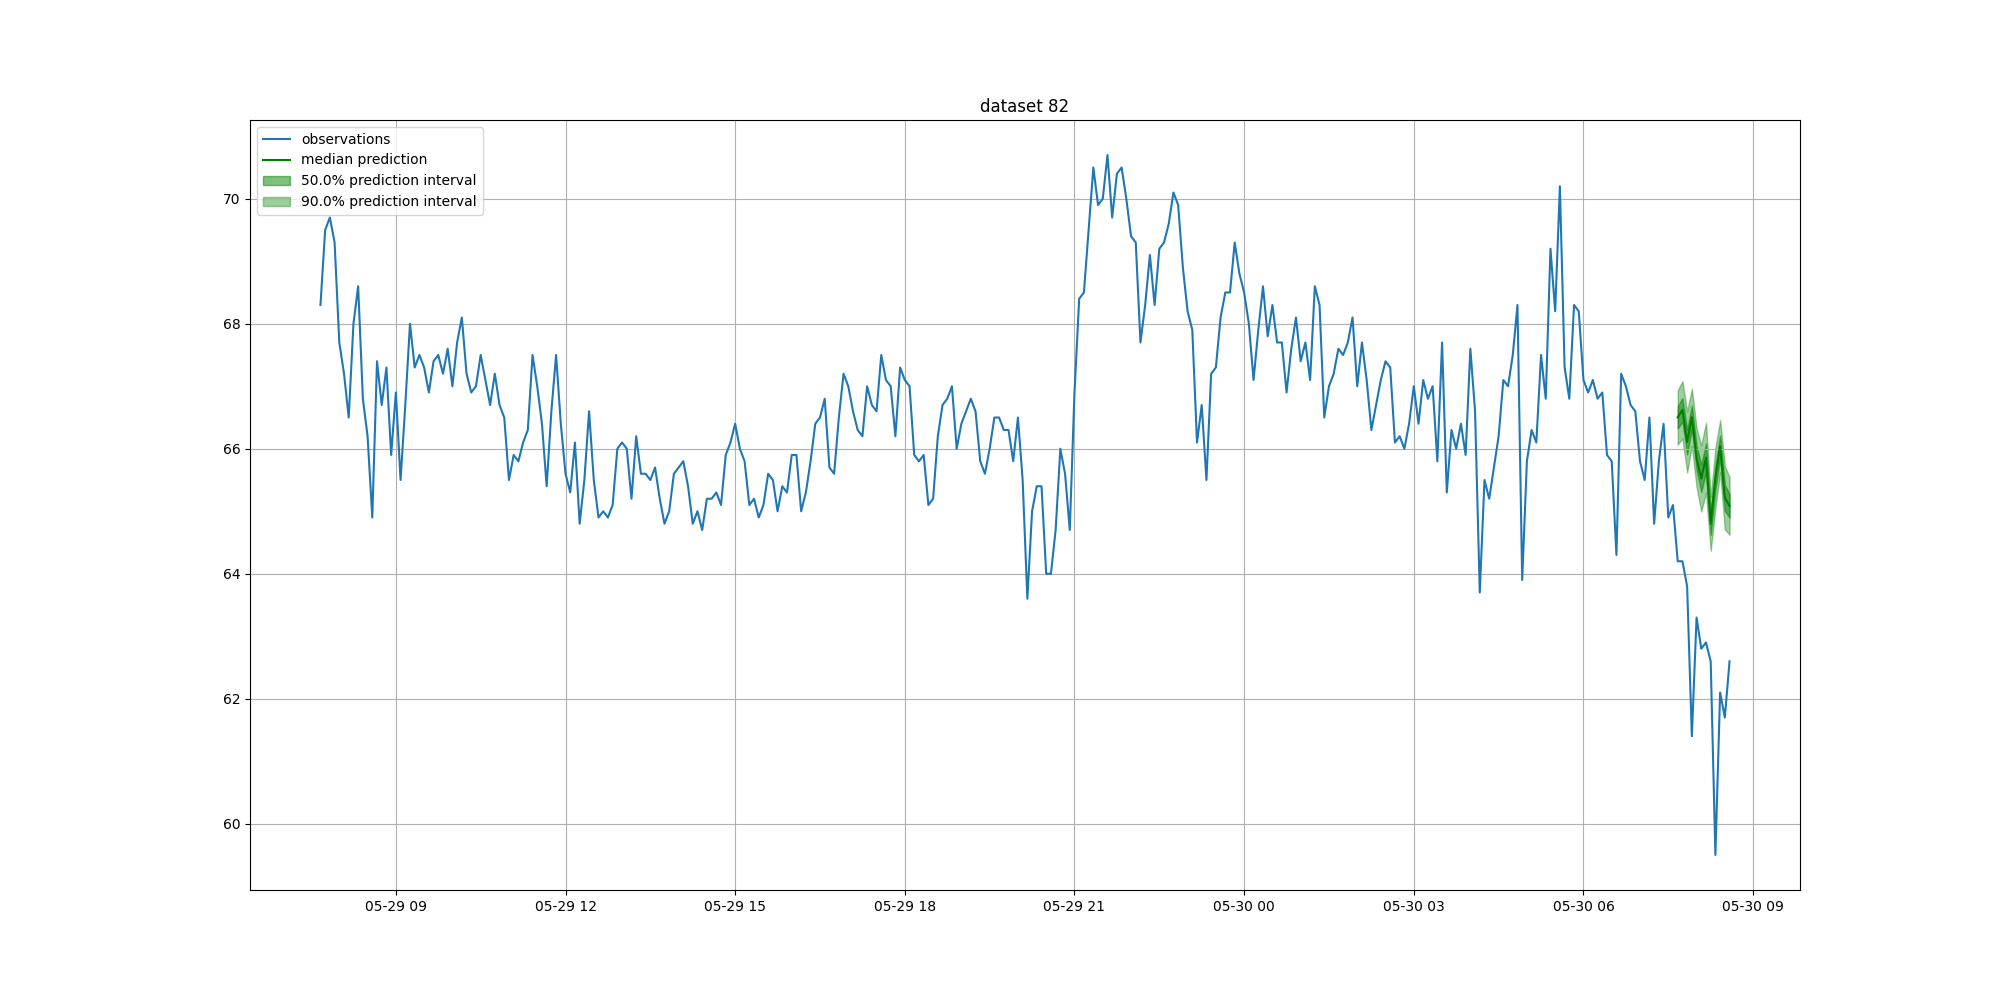 dataset 82
observations
median prediction
50.0% prediction interval
90.0% prediction interval
70
68
66
64
62
60
05-29 09 05-29 12 05-29 15 05-29 18 05-29 21 05-30 00 05-30 03 05-30 06 05-30 09